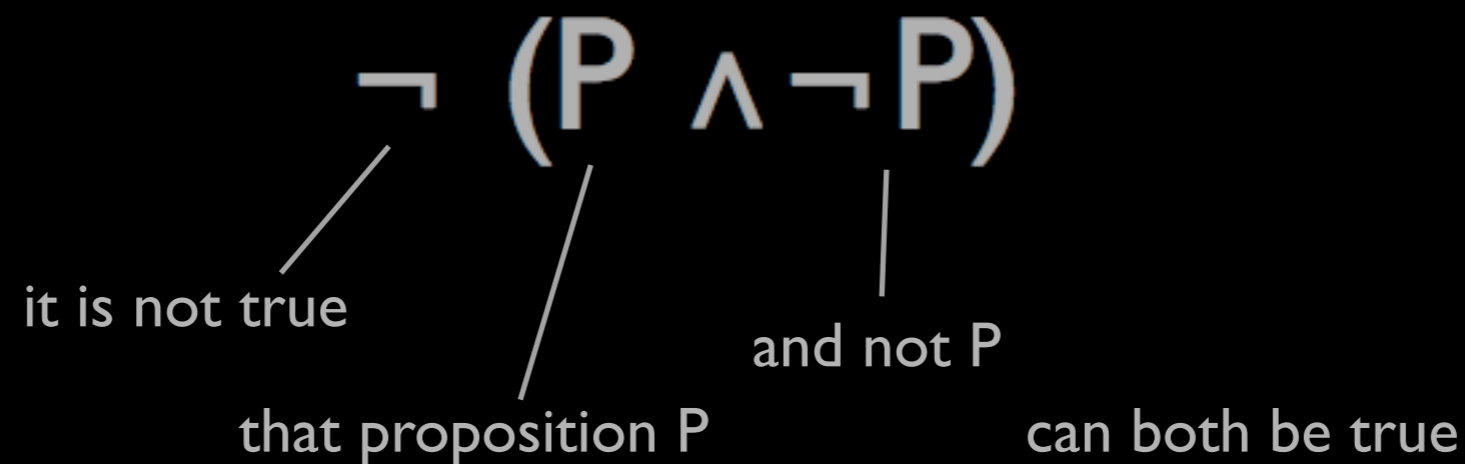 ¬ (P ∧ ¬ P)
it is not true
and not P
that proposition P
can both be true